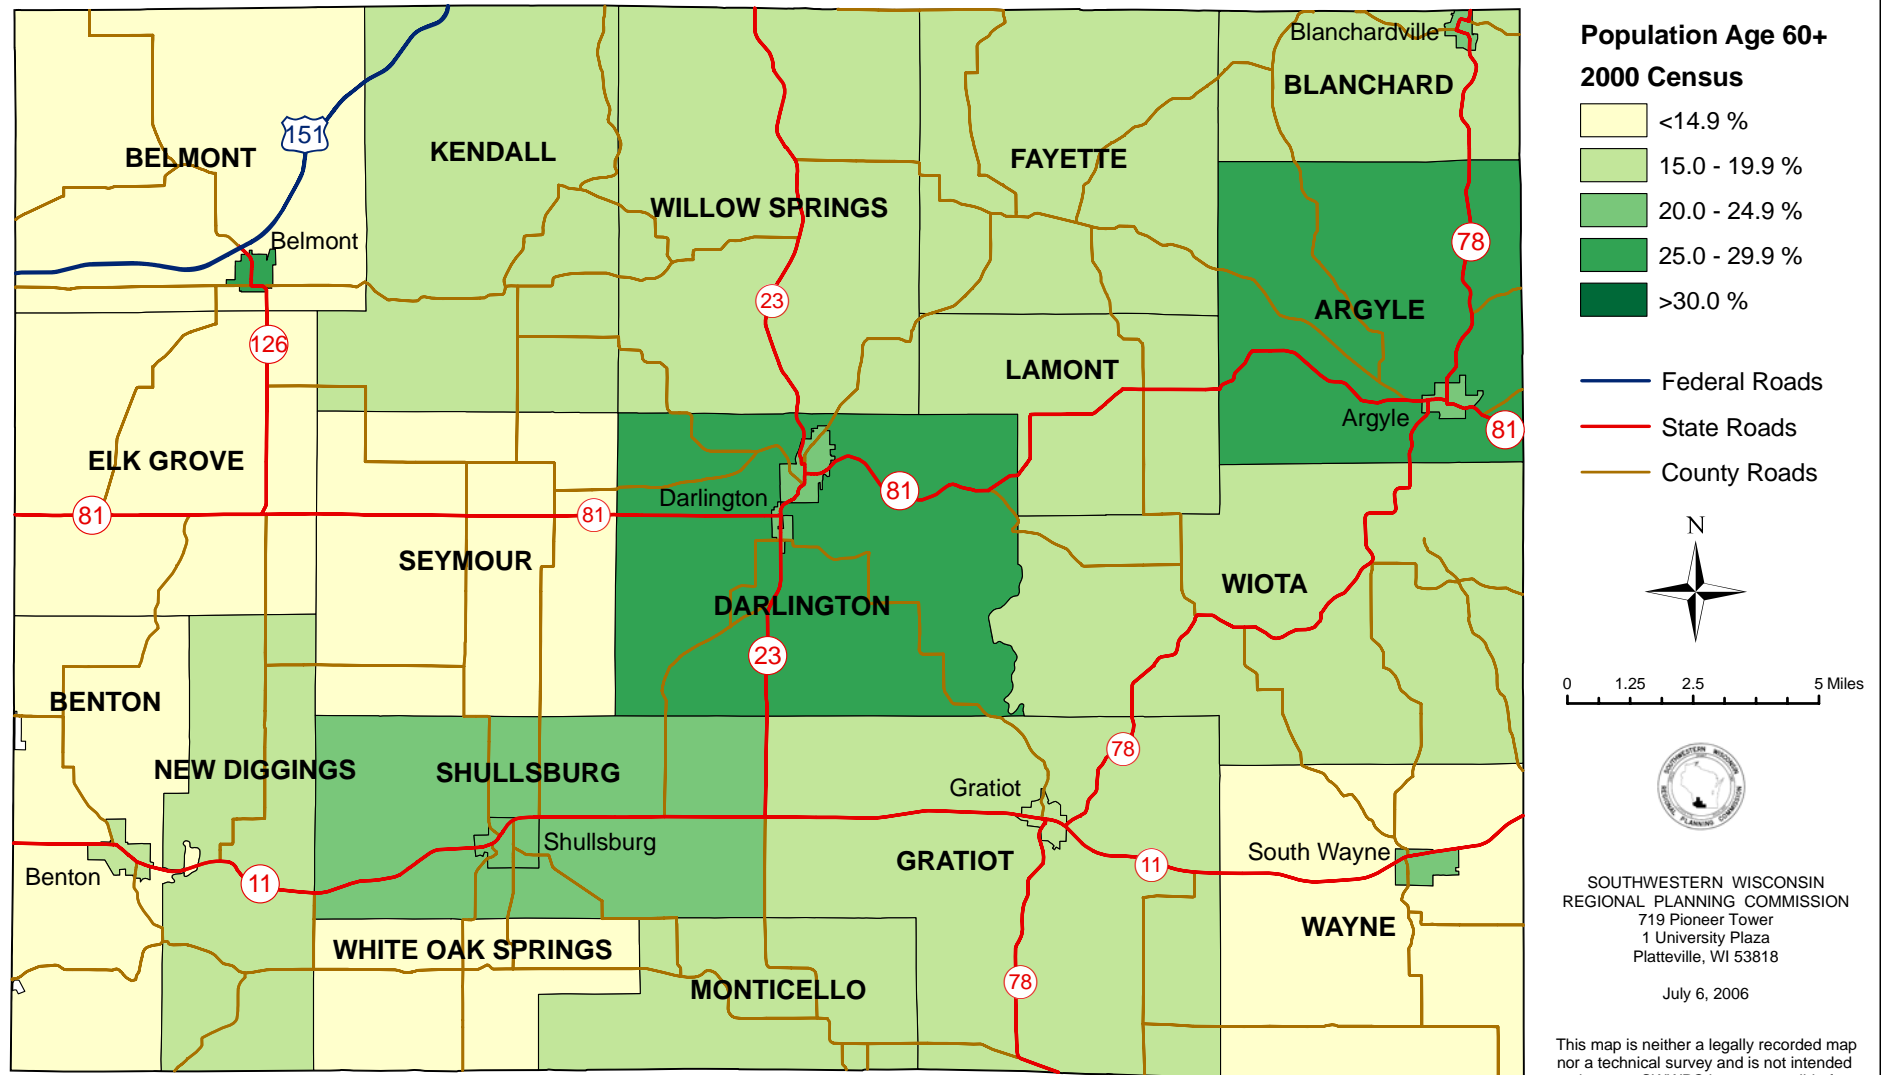 Blanchardville
BLANCHARD
151
BELMONT
KENDALL
FAYETTE
WILLOW SPRINGS
Belmont
78
23
ARGYLE
126
LAMONT
Argyle
81
ELK GROVE
Darlington
81
81
81
SEYMOUR
WIOTA
DARLINGTON
23
BENTON
78
NEW DIGGINGS
SHULLSBURG
Gratiot
Shullsburg
South Wayne
GRATIOT
11
Benton
11
WAYNE
WHITE OAK SPRINGS
78
MONTICELLO
Population Age 60+
2000 Census
<14.9 %
15.0 - 19.9 %
20.0 - 24.9 %
25.0 - 29.9 %
>30.0 %
Federal Roads
State Roads
County Roads
N
0 1.25 2.5 5 Miles
SOUTHWESTERN WISCONSIN
REGIONAL PLANNING COMMISSION
SOUTHWESTERN WISCONSIN
REGIONAL PLANNING COMMISSION
719 Pioneer Tower
1 University Plaza
Platteville, WI 53818
July 6, 2006
This map is neither a legally recorded map
nor a technical survey and is not intended